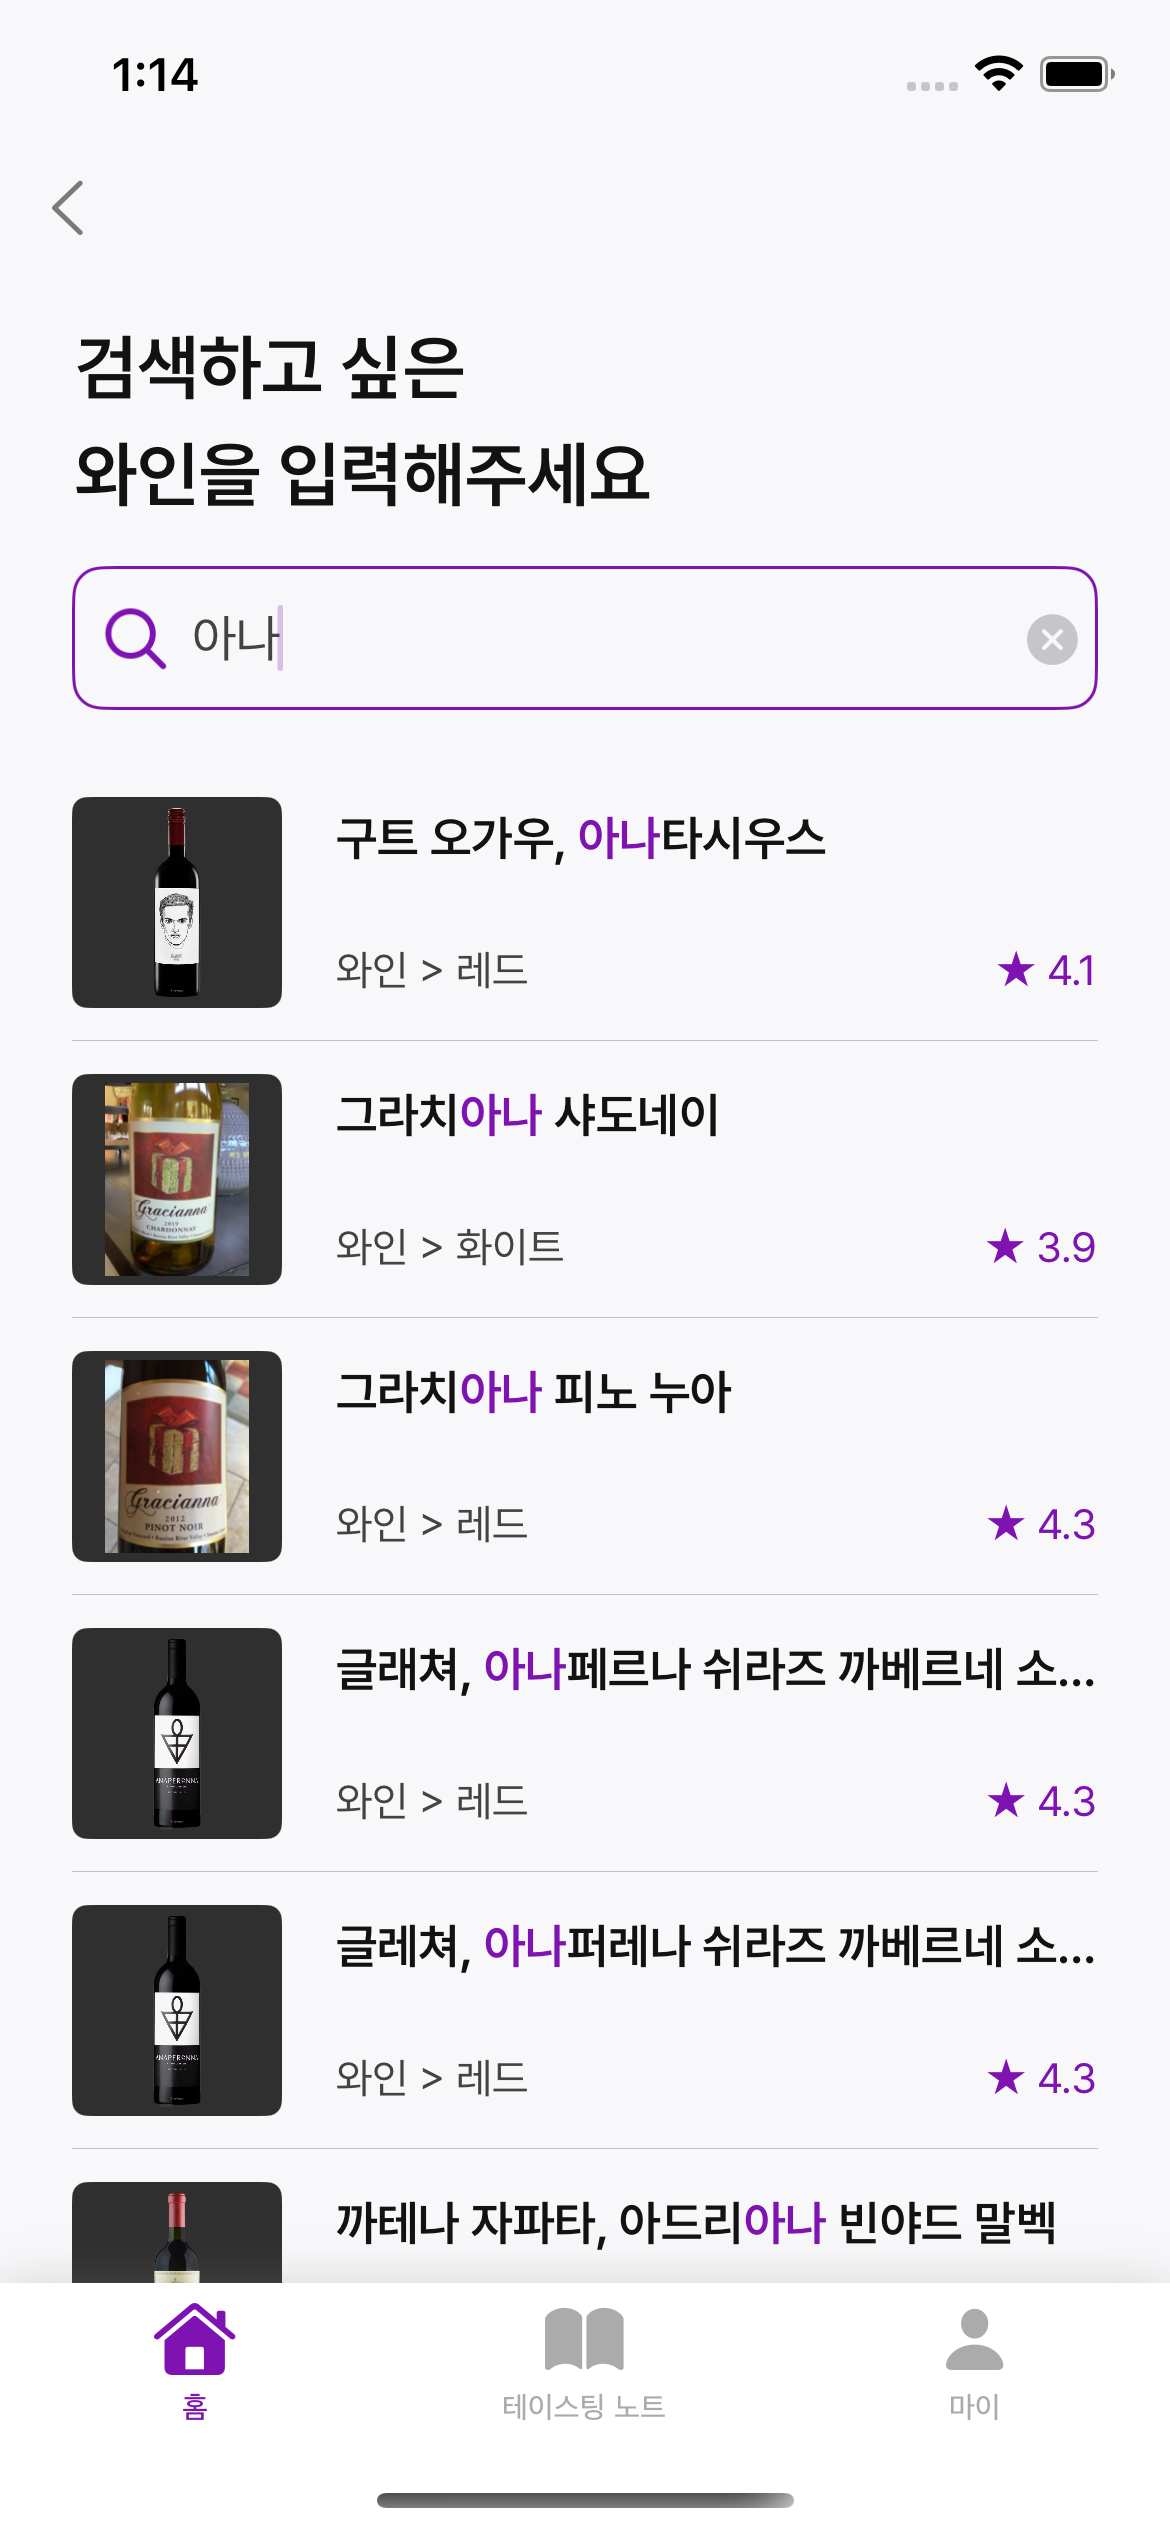 1:14
검색하고 싶은
와인을 입력해주세요
아나
구트 오가우, 아나타시우스
와인 > 레드
★ 4.1
Gracianna
2019
CHARDONNAY
그라치아나 샤도네이
와인 > 화이트
★ 3.9
Gracianna
2012
PINOT NOIR
그라치아나 피노 누아
와인 > 레드
★ 4.3
글래쳐, 아나페르나 쉬라즈 까베르네 소...
와인 > 레드
★ 4.3
글레쳐, 아나퍼레나 쉬라즈 까베르네 소...
와인 > 레드
★ 4.3
까테나 자파타, 아드리아나 빈야드 말벡
홈
테이스팅 노트
마이